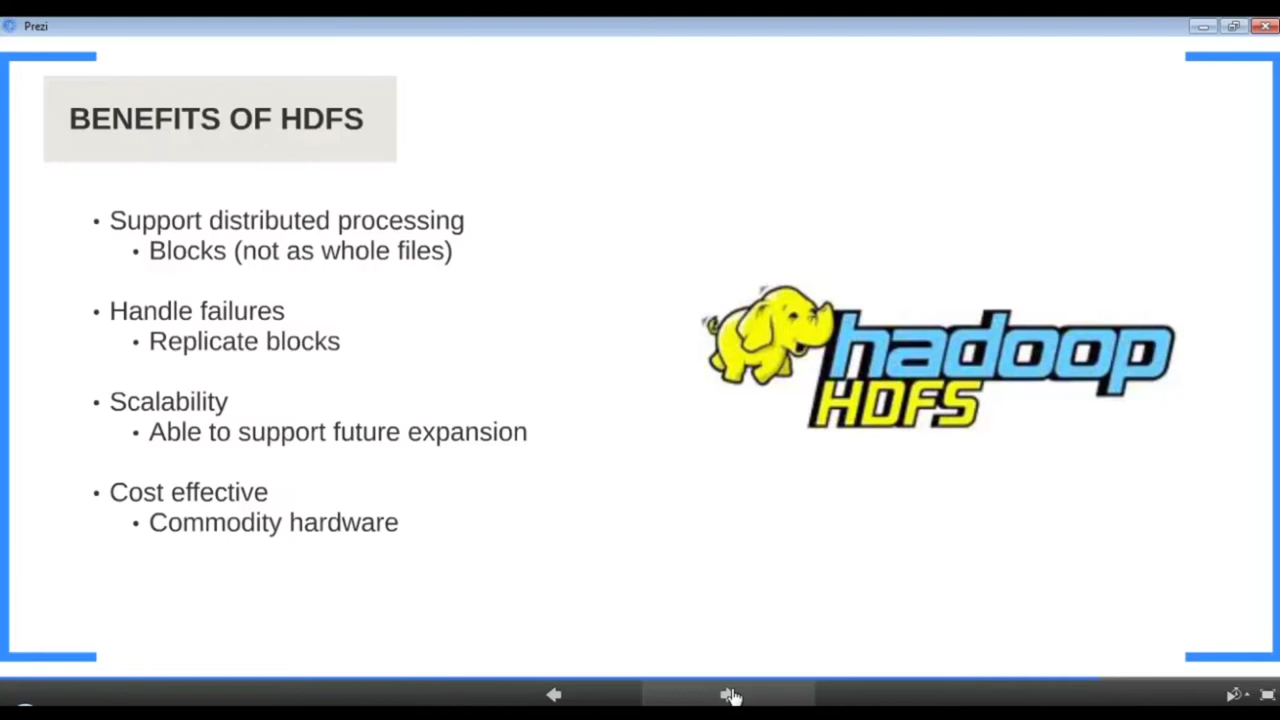 Prezi
BENEFITS OF HDFS
• Support distributed processing
• Blocks (not as whole files)
• Handle failures
• Replicate blocks
• Scalability
• Able to support future expansion
• Cost effective
• Commodity hardware
hadoop
HDFS